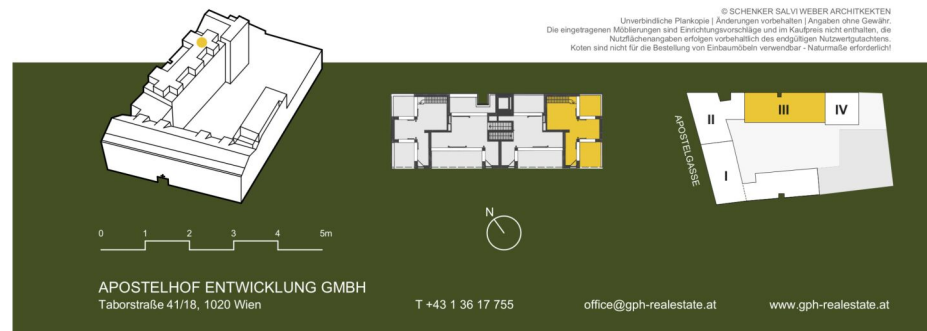 © SCHENKER SALVI WEBER ARCHITKEKTEN
Unverbindliche Plankopie | Änderungen vorbehalten | Angaben ohne Gewähr.
Die eingetragenen Möblierungen sind Einrichtungsvorschläge und im Kaufpreis nicht enthalten, die
Nutzflächenangaben erfolgen vorbehaltlich des endgültigen Nutzwertgutachtens.
Koten sind nicht für die Bestellung von Einbaumöbeln verwendbar - Naturmaße erforderlich!
II
III
IV
APOSTELGASSE
I
N
0 1 2 3 4 5m
APOSTELHOF ENTWICKLUNG GMBH
Taborstraße 41/18, 1020 Wien
T +43 1 36 17 755
office@gph-realestate.at
www.gph-realestate.at